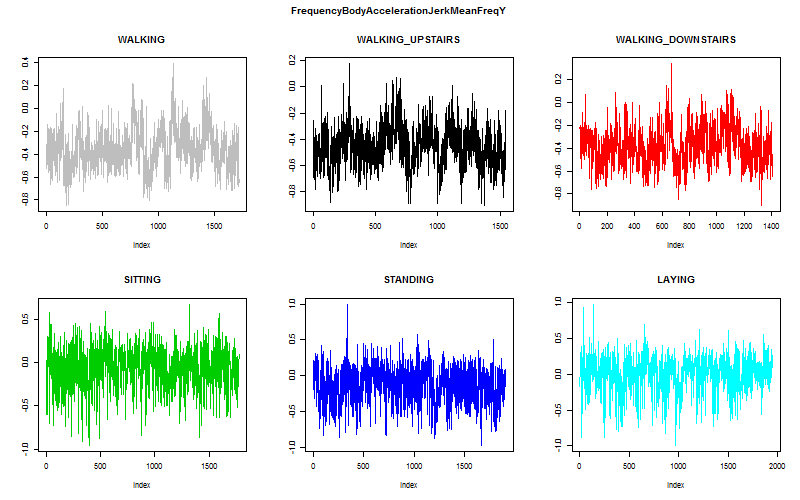 FrequencyBodyAccelerationJerkMeanFreqY
WALKING
WALKING_UPSTAIRS
WALKING_DOWNSTAIRS
0.4
0.2
0.0
-0.2
-0.4
-0.6
-0.8
0 500 1000 1500
Index
0.2
0.0
-0.2
-0.4
-0.6
-0.8
0 500 1000 1500
Index
0.2
0.0
-0.2
-0.4
-0.6
-0.8
0 200 400 600 800 1000 1200 1400
Index
SITTING
STANDING
LAYING
0.5
0.0
-0.5
-1.0
0 500 1000 1500
Index
1.0
0.5
0.0
-0.5
-1.0
0 500 1000 1500
Index
1.0
0.5
0.0
-0.5
-1.0
0 500 1000 1500 2000
Index